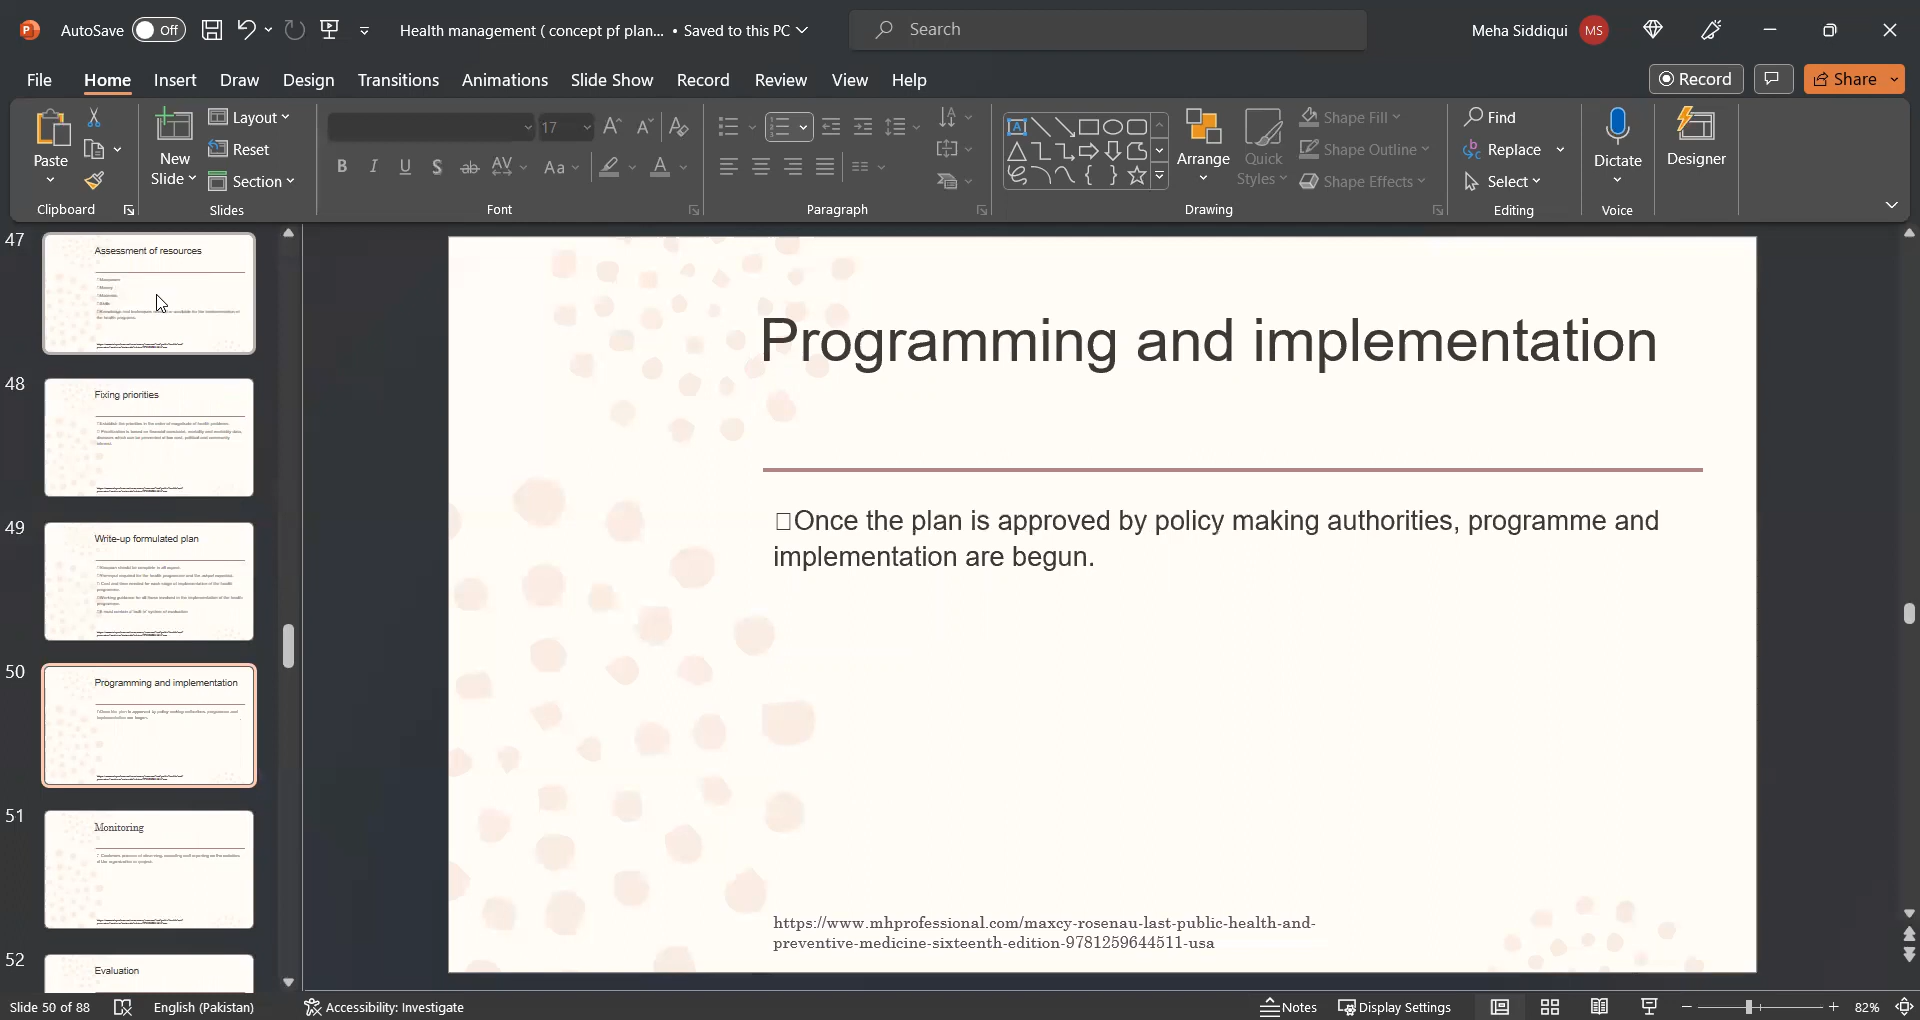 AutoSave Off Health management ( concept pf plan... • Saved to this PC Search Meha Siddiqui MS
File Home Insert Draw Design Transitions Animations Slide Show Record Review View Help Record Share
Paste
New Slide
Layout
Reset
Section
17
Arrange
Quick Styles
Shape Fill
Shape Outline
Shape Effects
Find
Replace
Select
Dictate
Designer
Clipboard Slides Font Paragraph Drawing Editing Voice
47
Assessment of resources
48
Fixing priorities
49
Write-up formulated plan
50
Programming and implementation
51
Monitoring
52
Evaluation
Programming and implementation
Once the plan is approved by policy making authorities, programme and
implementation are begun.
https://www.mhprofessional.com/maxcy-rosenau-last-public-health-and-
preventive-medicine-sixteenth-edition-9781259644511-usa
Slide 50 of 88 English (Pakistan) Accessibility: Investigate Notes Display Settings 82%